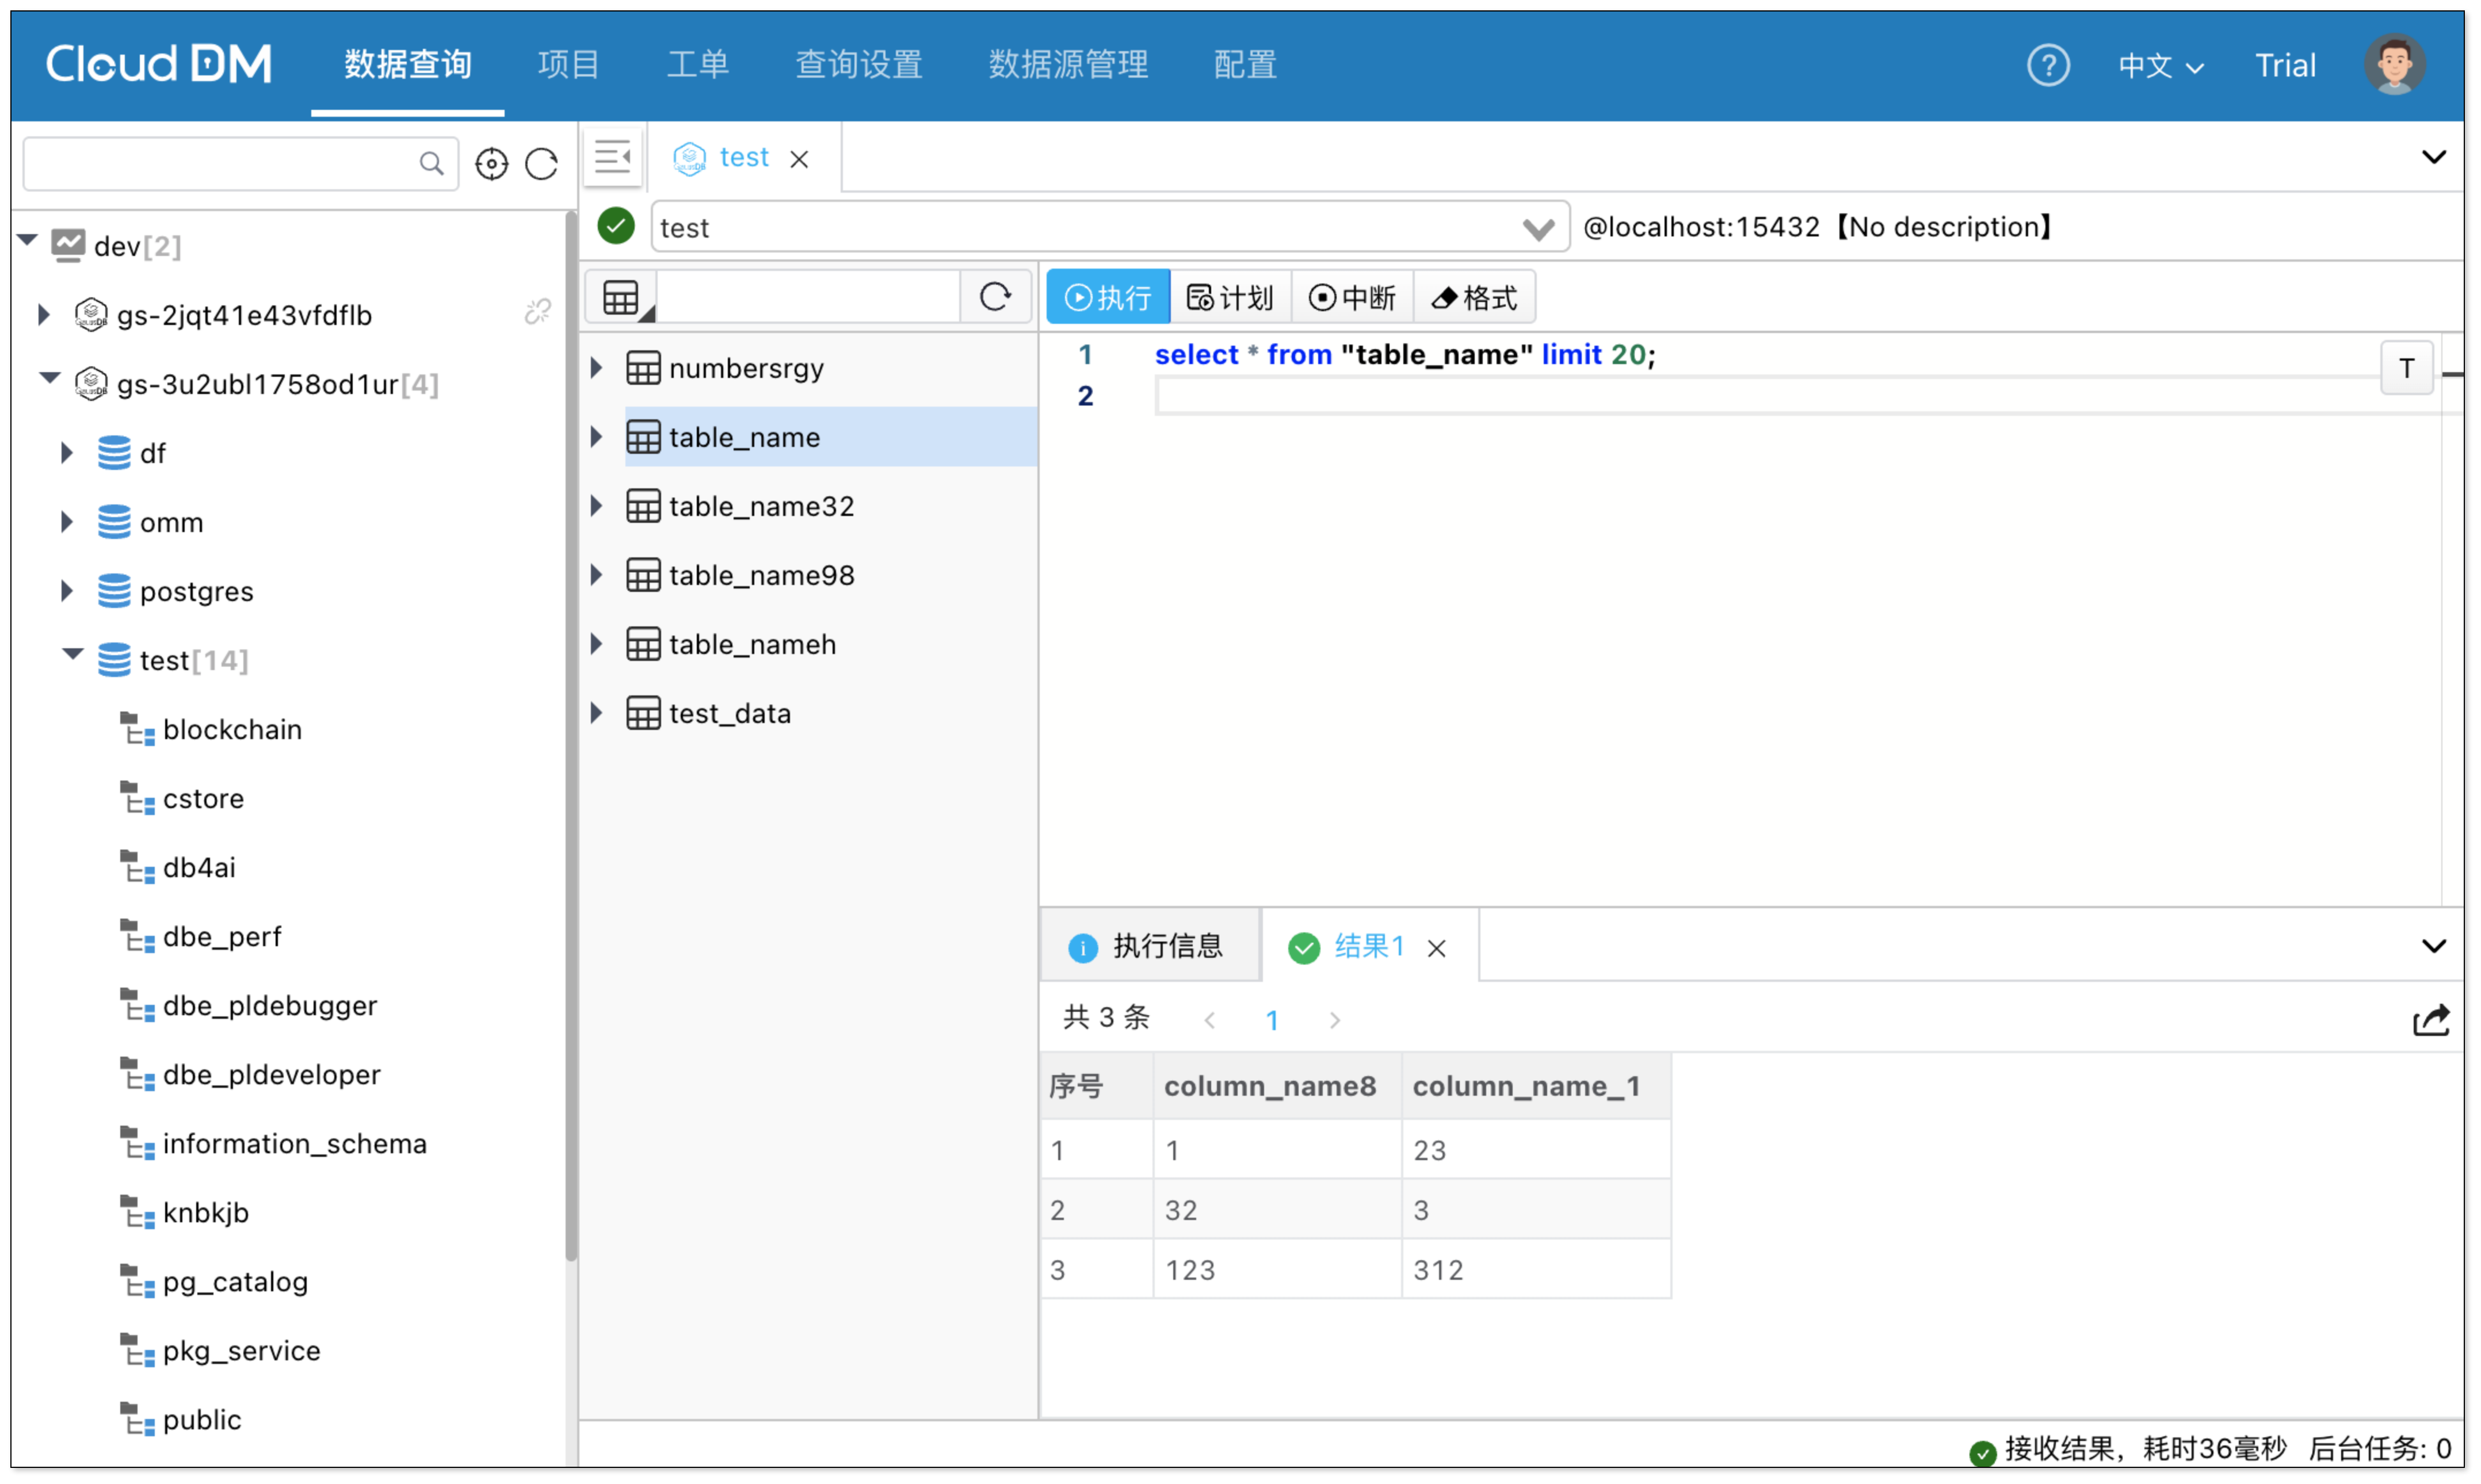 Cloud DM 数据查询 项目 工单 查询设置 数据源管理 配置 ? 中文 Trial
test
test @localhost:15432【No description】
dev[2]
gs-2jqt41e43vfdflb
gs-3u2ubl1758od1ur[4]
df
omm
postgres
test[14]
blockchain
cstore
db4ai
dbe_perf
dbe_pldebugger
dbe_pldeveloper
information_schema
knbkjb
pg_catalog
pkg_service
public
numbersrgy
table_name
table_name32
table_name98
table_nameh
test_data
执行 计划 中断 格式
1 select * from "table_name" limit 20;
2
T
执行信息 结果1
共 3 条 1
序号 column_name8 column_name_1
1 1 23
2 32 3
3 123 312
接收结果，耗时36毫秒 后台任务: 0